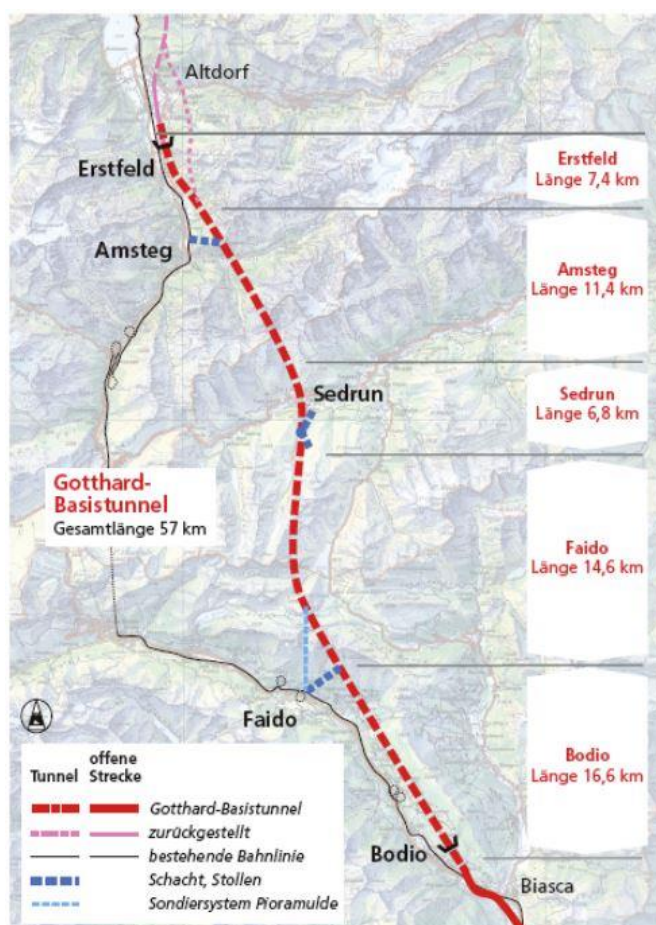 Altdorf
Erstfeld
Erstfeld
Länge 7,4 km
Amsteg
Amsteg
Länge 11,4 km
Sedrun
Sedrun
Länge 6,8 km
Gotthard-
Basistunnel
Gesamtlänge 57 km
Faido
Länge 14,6 km
Faido
Bodio
Länge 16,6 km
Bodio
Biasca
Tunnel
offene
Strecke
Gotthard-Basistunnel
zurückgestellt
bestehende Bahnlinie
Schacht, Stollen
Sondiersystem Pioramulde